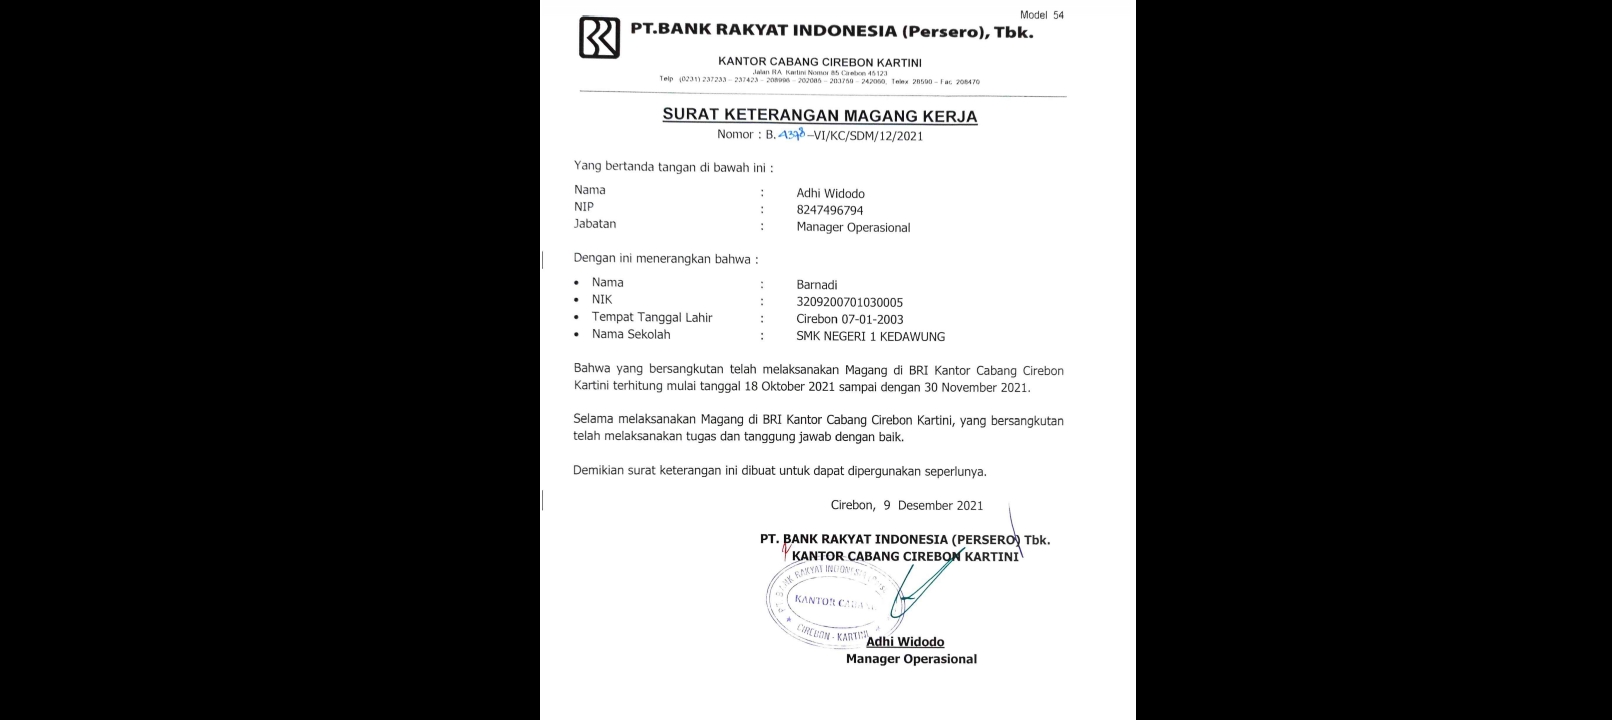 Model 54
PT.BANK RAKYAT INDONESIA (Persero), Tbk.
KANTOR CABANG CIREBON KARTINI
Jalan RA. Kartini Nomor 85 Cirebon 45123
Telp (0231) 237233 – 237423 – 208996 – 202085 – 203759 – 242060, Telex 28590 – Fac. 208470
SURAT KETERANGAN MAGANG KERJA
Nomor : B. 4398 –VI/KC/SDM/12/2021
Yang bertanda tangan di bawah ini :
Nama : Adhi Widodo
NIP : 8247496794
Jabatan : Manager Operasional
Dengan ini menerangkan bahwa :
• Nama : Barnadi
• NIK : 3209200701030005
• Tempat Tanggal Lahir : Cirebon 07-01-2003
• Nama Sekolah : SMK NEGERI 1 KEDAWUNG
Bahwa yang bersangkutan telah melaksanakan Magang di BRI Kantor Cabang Cirebon
Kartini terhitung mulai tanggal 18 Oktober 2021 sampai dengan 30 November 2021.
Selama melaksanakan Magang di BRI Kantor Cabang Cirebon Kartini, yang bersangkutan
telah melaksanakan tugas dan tanggung jawab dengan baik.
Demikian surat keterangan ini dibuat untuk dapat dipergunakan seperlunya.
Cirebon, 9 Desember 2021
PT. BANK RAKYAT INDONESIA (PERSERO) Tbk.
KANTOR CABANG CIREBON KARTINI
RAKYAT INDONESIA
KANTOR
CIREBON - KARTINI
Adhi Widodo
Manager Operasional